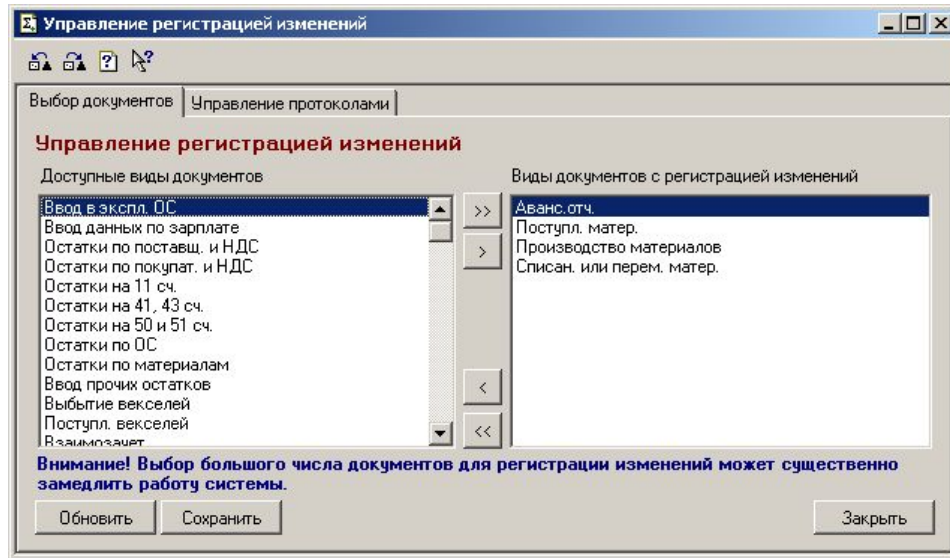 Управление регистрацией изменений
Выбор документов
Управление протоколами
Управление регистрацией изменений
Доступные виды документов
Виды документов с регистрацией изменений
Ввод в экспл. ОС
Ввод данных по зарплате
Остатки по поставщ. и НДС
Остатки по покупат. и НДС
Остатки на 11 сч.
Остатки на 41, 43 сч.
Остатки на 50 и 51 сч.
Остатки по ОС
Остатки по материалам
Ввод прочих остатков
Выбытие векселей
Поступл. векселей
Взаимозачет
>>
>
<
<<
Аванс.отч.
Поступл. матер.
Производство материалов
Списан. или перем. матер.
Внимание! Выбор большого числа документов для регистрации изменений может существенно
замедлить работу системы.
Обновить
Сохранить
Закрыть